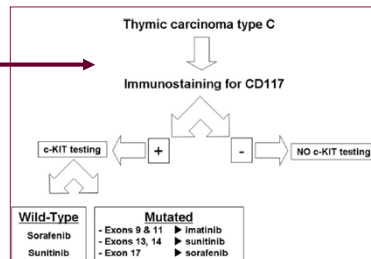 Thymic carcinoma type C
Immunostaining for CD117
c-KIT testing
+
-
NO c-KIT testing
Wild-Type
Sorafenib
Sunitinib
Mutated
- Exons 9 & 11 ▶ imatinib
- Exons 13, 14 ▶ sunitinib
- Exon 17 ▶ sorafenib